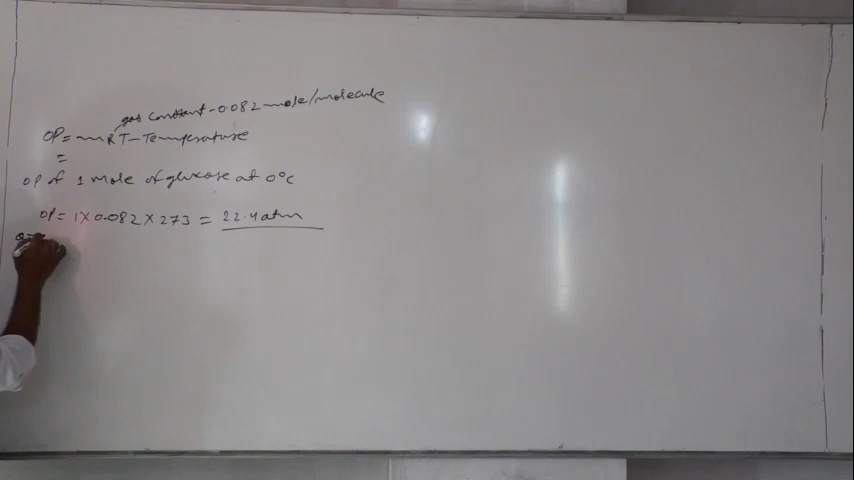 gas constant - 0.082 mole/molecule
OP = mRT - Temperature
=
OP of 1 mole of glucose at 0°C
OP = 1 X 0.082 X 273 = 22.4 atm